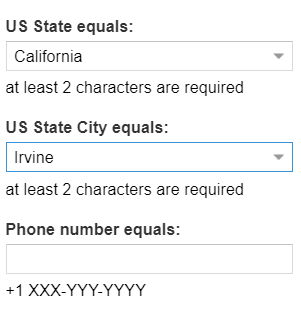 US State equals:
California
at least 2 characters are required
US State City equals:
Irvine
at least 2 characters are required
Phone number equals:
+1 XXX-YYY-YYYY